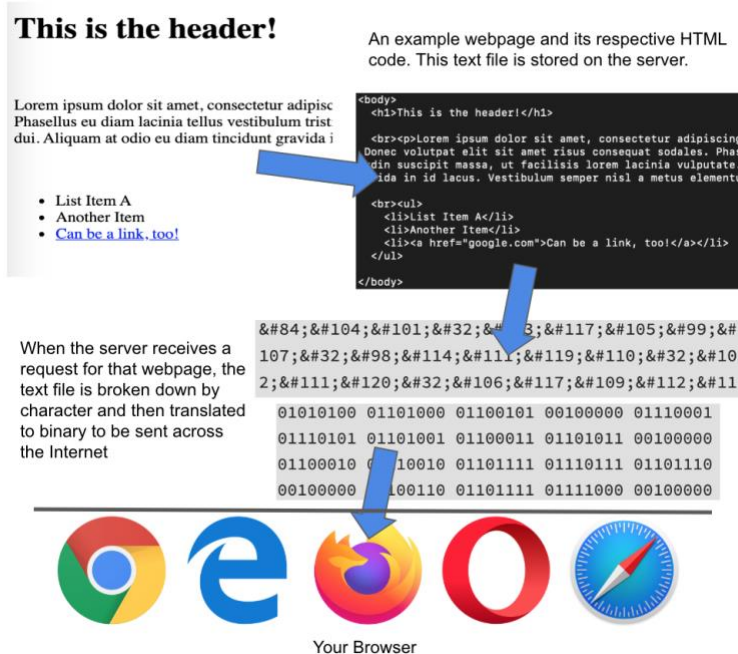 This is the header!
An example webpage and its respective HTML
code. This text file is stored on the server.
Lorem ipsum dolor sit amet, consectetur adipisc
Phasellus eu diam lacinia tellus vestibulum trist
dui. Aliquam at odio eu diam tincidunt gravida i
• List Item A
• Another Item
• Can be a link, too!
<body>
<h1>This is the header!</h1>
<br><p>Lorem ipsum dolor sit amet, consectetur adipiscing
Donec volutpat elit sit amet risus consequat sodales. Phas
din suscipit massa, ut facilisis lorem lacinia vulputate.
ida in id lacus. Vestibulum semper nisl a metus elementu
<br><ul>
<li>List Item A</li>
<li>Another Item</li>
<li><a href="google.com">Can be a link, too!</a></li>
</ul>
</body>
When the server receives a
request for that webpage, the
text file is broken down by
character and then translated
to binary to be sent across
the Internet
&#84;&#104;&#101;&#32;&# 3;&#117;&#105;&#99;&#
107;&#32;&#98;&#114;&#111;&#119;&#110;&#32;&#10
2;&#111;&#120;&#32;&#106;&#117;&#109;&#112;&#11
01010100 01101000 01100101 00100000 01110001
01110101 01101001 01100011 01101011 00100000
01100010 10010 01101111 01110111 01101110
00100000 100110 01101111 01111000 00100000
Your Browser